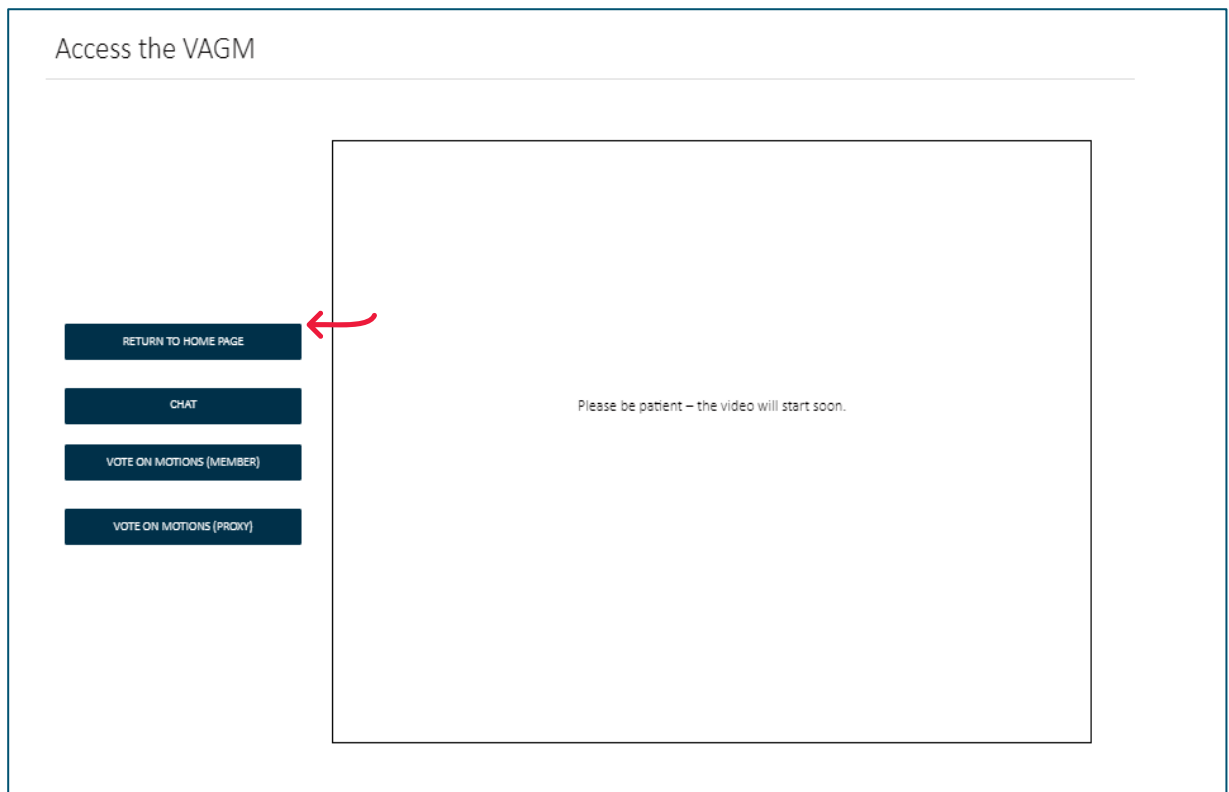 Access the VAGM
RETURN TO HOME PAGE
CHAT
Please be patient – the video will start soon.
VOTE ON MOTIONS (MEMBER)
VOTE ON MOTIONS (PROXY)